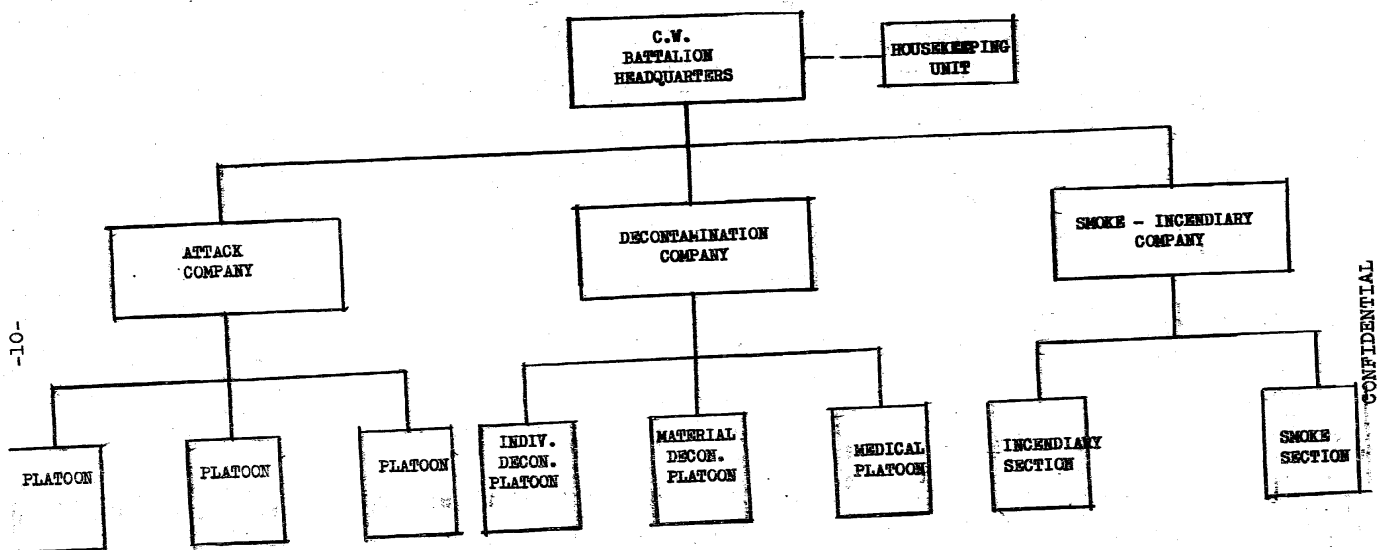 C.W.
BATTALION
HEADQUARTERS
HOUSEKEEPING
UNIT
ATTACK
COMPANY
DECONTAMINATION
COMPANY
SMOKE - INCENDIARY
COMPANY
PLATOON
PLATOON
PLATOON
INDIV.
DECON.
PLATOON
MATERIAL
DECON.
PLATOON
MEDICAL
PLATOON
INCENDIARY
SECTION
SMOKE
SECTION
-10-
CONFIDENTIAL